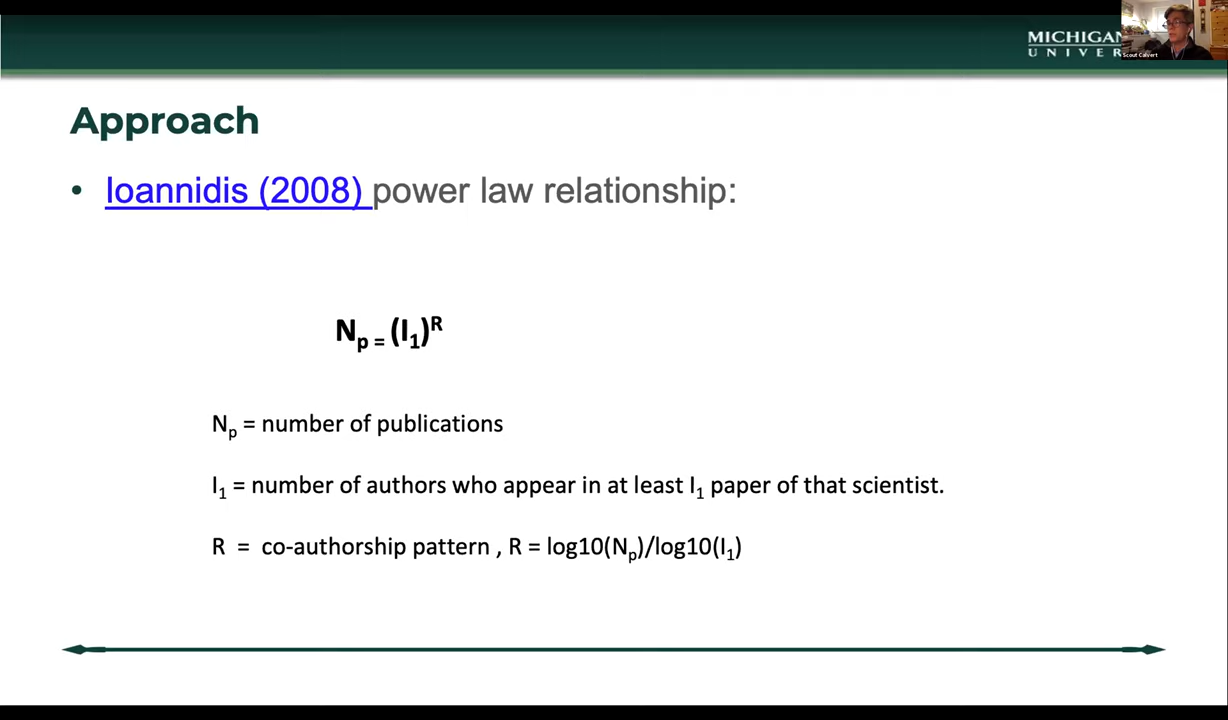 MICHIGAN
UNIVER
Scout Calvert
Approach
• Ioannidis (2008) power law relationship:
Nₚ = (I₁)ᴿ
Nₚ = number of publications
I₁ = number of authors who appear in at least I₁ paper of that scientist.
R = co-authorship pattern , R = log10(Nₚ)/log10(I₁)